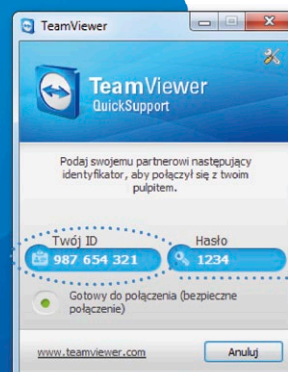 TeamViewer
TeamViewer
QuickSupport
Podaj swojemu partnerowi następujący
identyfikator, aby połączył się z twoim
pulpitem.
Twój ID
Hasło
987 654 321
1234
Gotowy do połączenia (bezpieczne
połączenie)
www.teamviewer.com
Anuluj